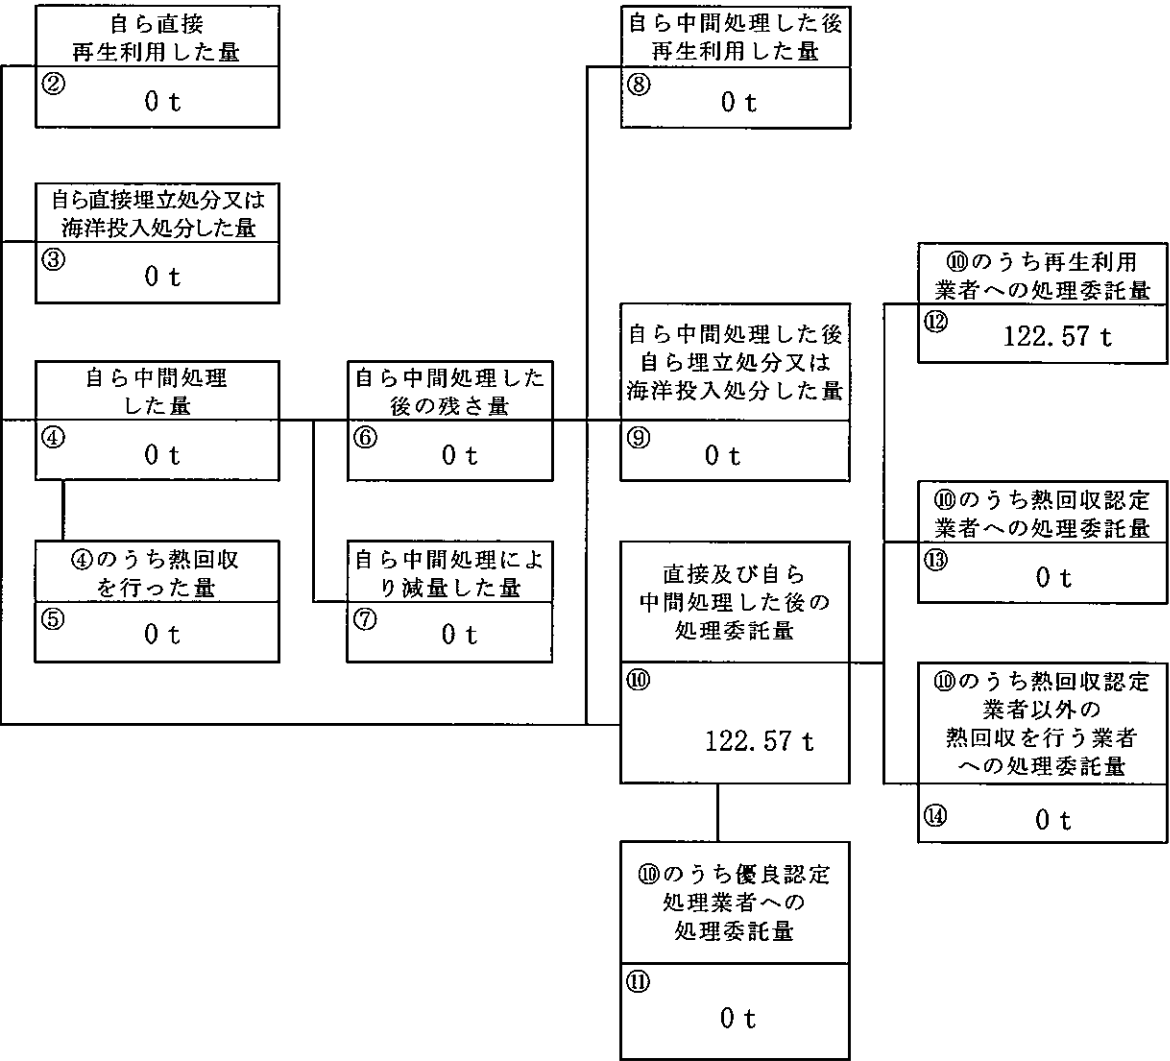 自ら直接
再生利用した量
②
0 t
自ら直接埋立処分又は
海洋投入処分した量
③
0 t
自ら中間処理
した量
④
0 t
④のうち熱回収
を行った量
⑤
0 t
自ら中間処理した
後の残さ量
⑥
0 t
自ら中間処理によ
り減量した量
⑦
0 t
自ら中間処理した後
再生利用した量
⑧
0 t
自ら中間処理した後
自ら埋立処分又は
海洋投入処分した量
⑨
0 t
直接及び自ら
中間処理した後の
処理委託量
⑩
122.57 t
⑩のうち優良認定
処理業者への
処理委託量
⑪
0 t
⑩のうち再生利用
業者への処理委託量
⑫
122.57 t
⑩のうち熱回収認定
業者への処理委託量
⑬
0 t
⑩のうち熱回収認定
業者以外の
熱回収を行う業者
への処理委託量
⑭
0 t